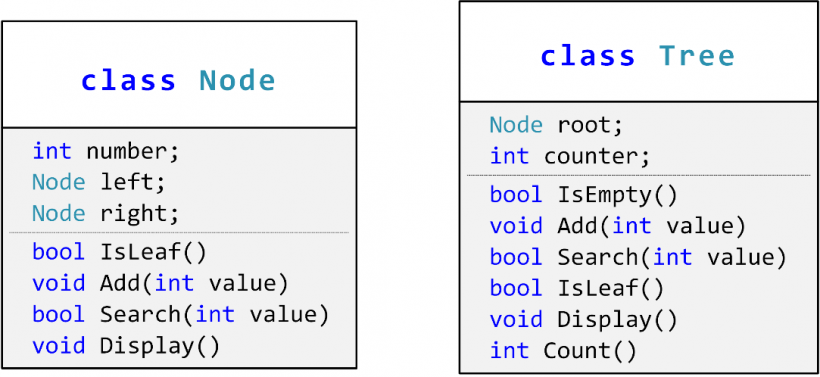 class Node
int number;
Node left;
Node right;
bool IsLeaf()
void Add(int value)
bool Search(int value)
void Display()
class Tree
Node root;
int counter;
bool IsEmpty()
void Add(int value)
bool Search(int value)
bool IsLeaf()
void Display()
int Count()